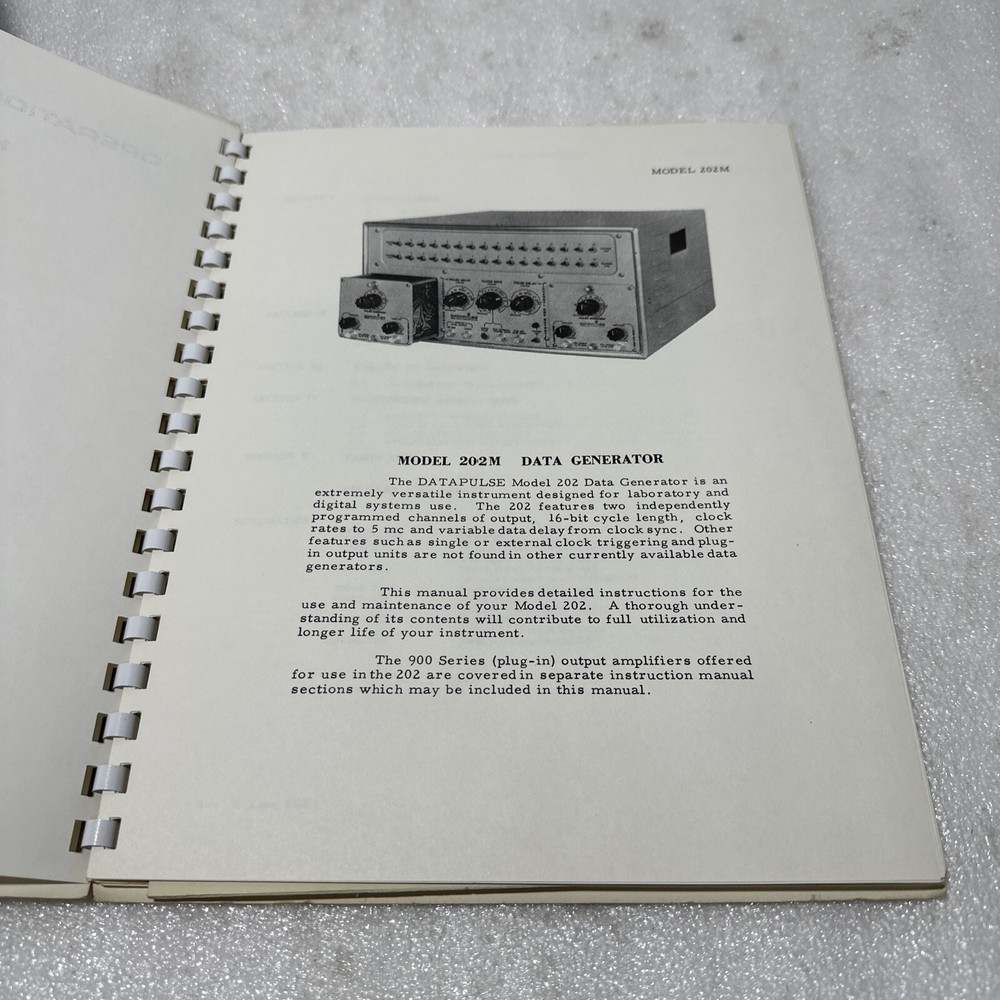 OPERATIO
MODEL 202M
MODEL 202M DATA GENERATOR
The DATAPULSE Model 202 Data Generator is an
extremely versatile instrument designed for laboratory and
digital systems use. The 202 features two independently
programmed channels of output, 16-bit cycle length, clock
rates to 5 mc and variable data delay from clock sync. Other
features such as single or external clock triggering and plug-
in output units are not found in other currently available data
generators.
This manual provides detailed instructions for the
use and maintenance of your Model 202. A thorough under-
standing of its contents will contribute to full utilization and
longer life of your instrument.
The 900 Series (plug-in) output amplifiers offered
for use in the 202 are covered in separate instruction manual
sections which may be included in this manual.